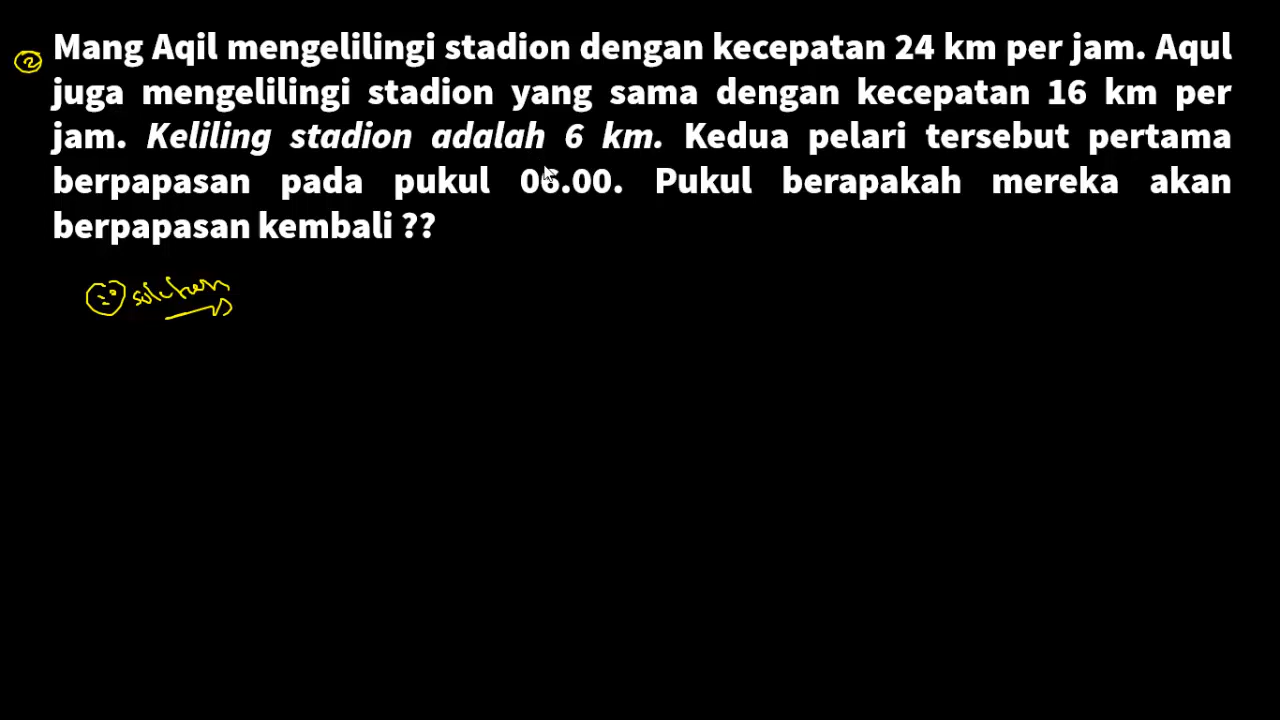 ② Mang Aqil mengelilingi stadion dengan kecepatan 24 km per jam. Aqul
juga mengelilingi stadion yang sama dengan kecepatan 16 km per
jam. Keliling stadion adalah 6 km. Kedua pelari tersebut pertama
berpapasan pada pukul 06.00. Pukul berapakah mereka akan
berpapasan kembali ??